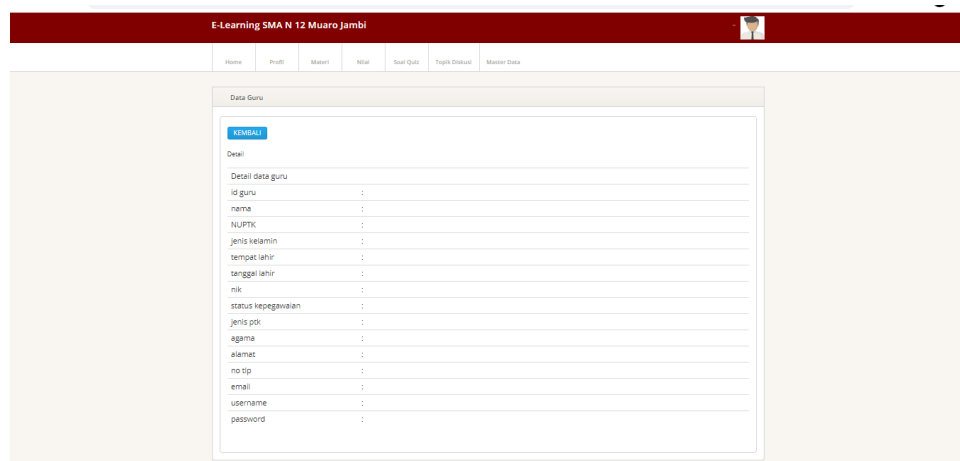 E-Learning SMA N 12 Muaro Jambi
Home Profil Materi Nilai Soal Quiz Topik Diskusi Master Data
Data Guru
KEMBALI
Detail
Detail data guru
id guru :
nama :
NUPTK :
jenis kelamin :
tempat lahir :
tanggal lahir :
nik :
status kepegawaian :
jenis ptk :
agama :
alamat :
no tlp :
email :
username :
password :